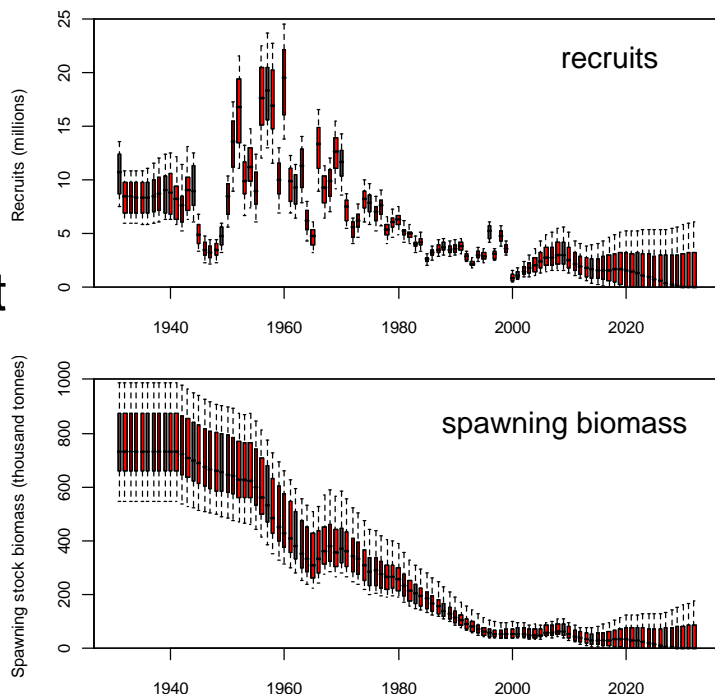 25
recruits
20
15
10
5
0
Recruits (millions)
1940 1960 1980 2000 2020
t
1000
spawning biomass
800
600
400
200
0
Spawning stock biomass (thousand tonnes)
1940 1960 1980 2000 2020